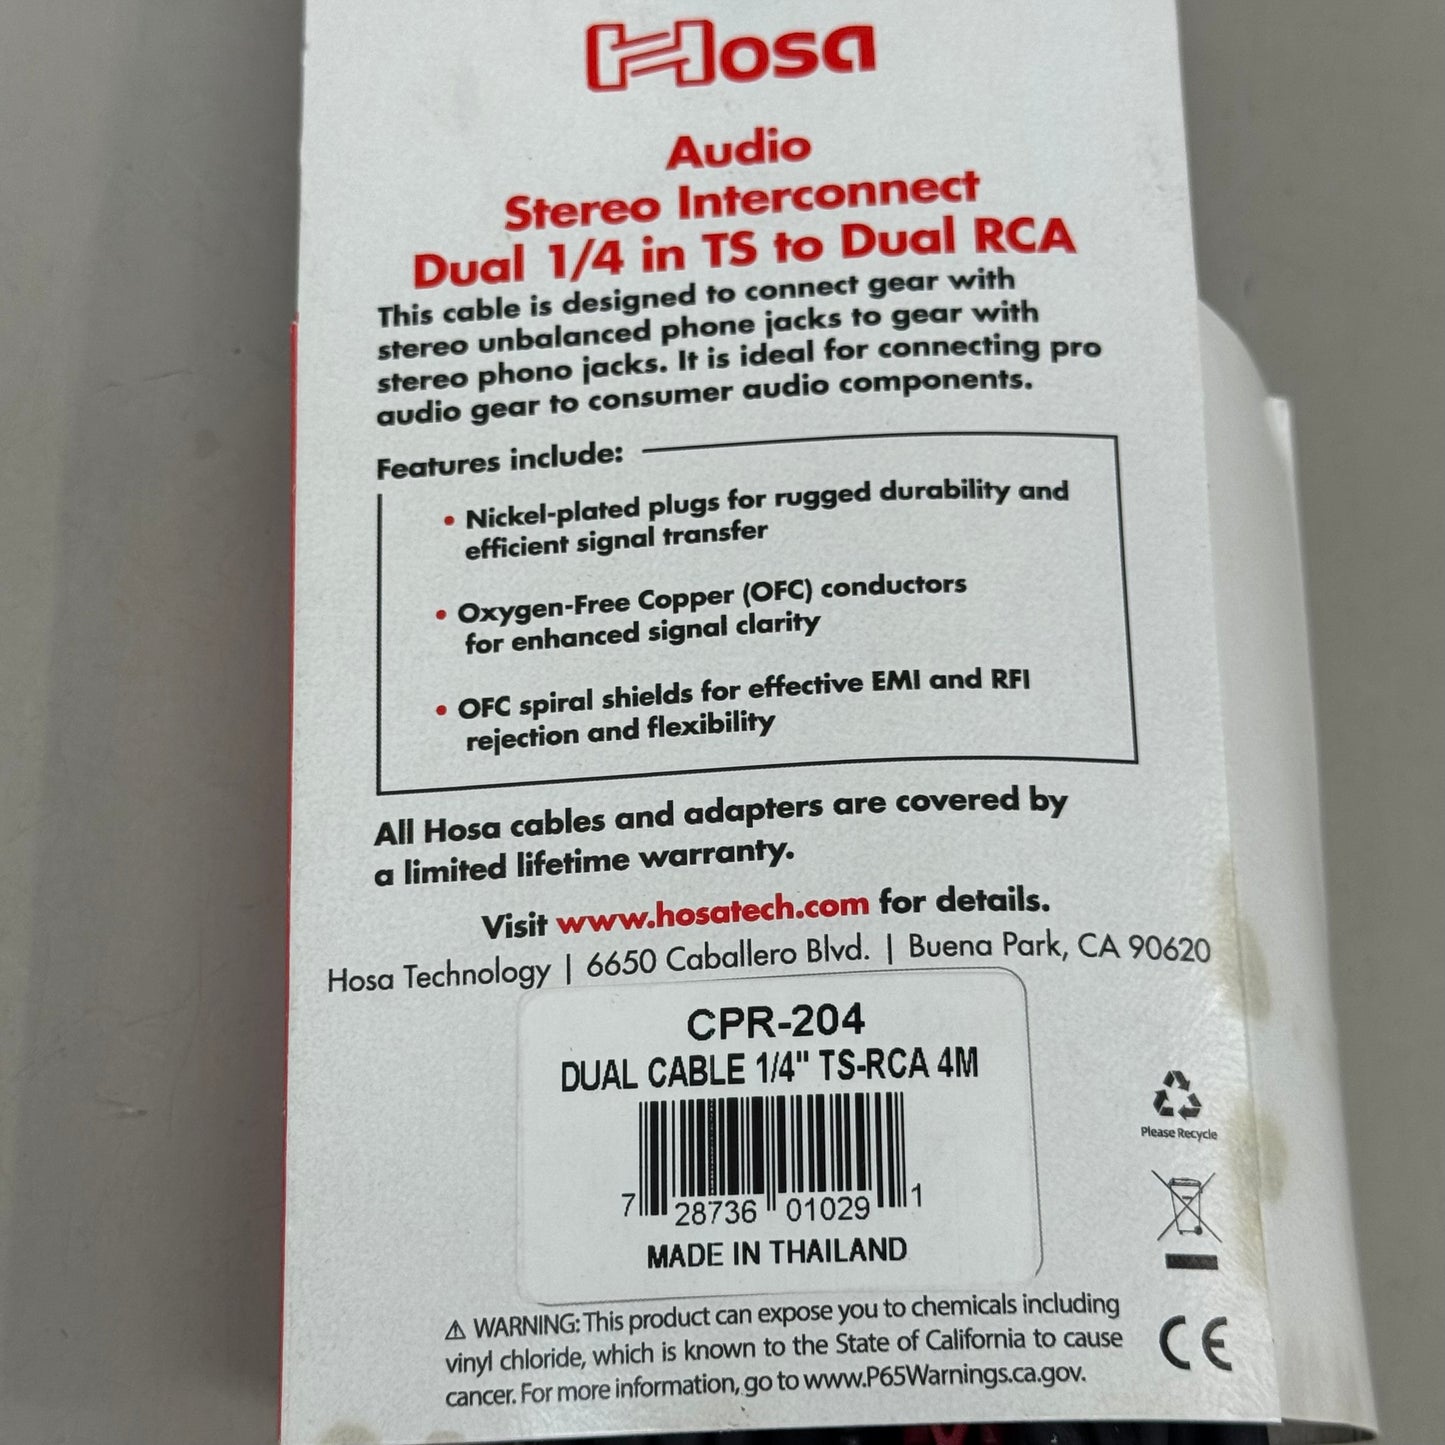 Hosa
Audio
Stereo Interconnect
Dual 1/4 in TS to Dual RCA
This cable is designed to connect gear with
stereo unbalanced phone jacks to gear with
stereo phono jacks. It is ideal for connecting pro
audio gear to consumer audio components.
Features include:
• Nickel-plated plugs for rugged durability and
efficient signal transfer
• Oxygen-Free Copper (OFC) conductors
for enhanced signal clarity
• OFC spiral shields for effective EMI and RFI
rejection and flexibility
All Hosa cables and adapters are covered by
a limited lifetime warranty.
Visit www.hosatech.com for details.
Hosa Technology | 6650 Caballero Blvd. | Buena Park, CA 90620
CPR-204
DUAL CABLE 1/4" TS-RCA 4M
7 28736 01029 1
MADE IN THAILAND
Please Recycle
CE
⚠ WARNING: This product can expose you to chemicals including
vinyl chloride, which is known to the State of California to cause
cancer. For more information, go to www.P65Warnings.ca.gov.